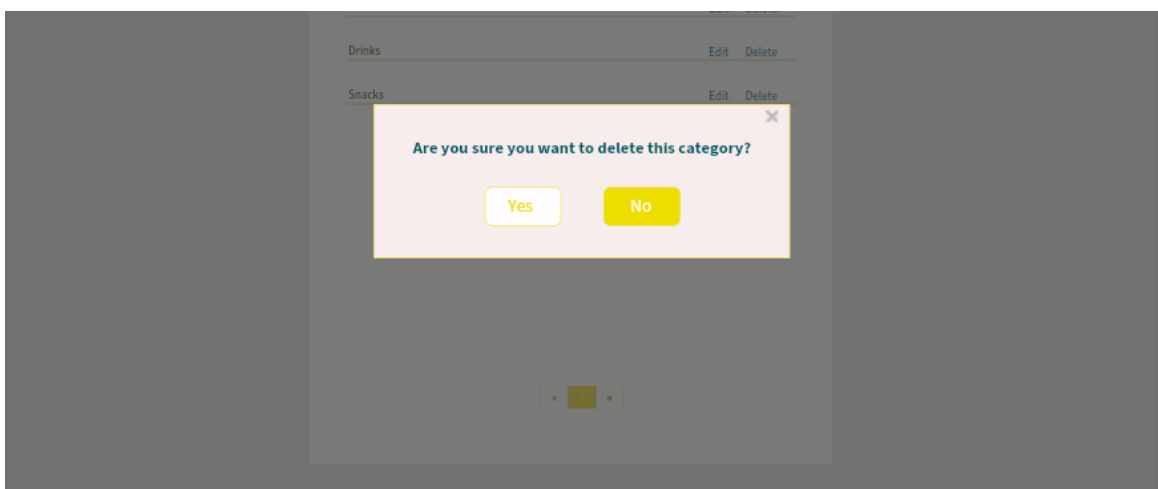 Drinks Edit Delete
Snacks Edit Delete
×
Are you sure you want to delete this category?
Yes No
« »